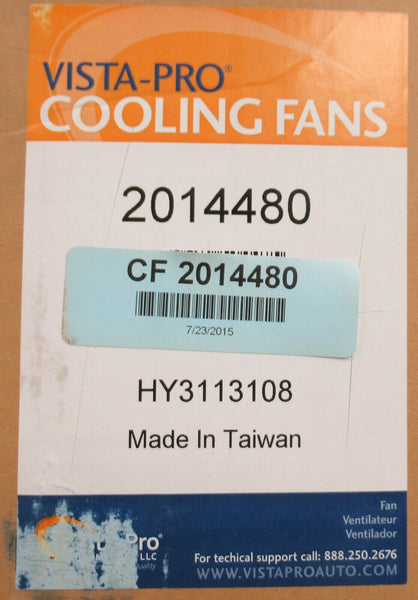 VISTA-PRO®
COOLING FANS
2014480
CF 2014480
7/23/2015
HY3113108
Made In Taiwan
Fan
Ventilateur
Ventilador
Pro
LLC
For techical support call: 888.250.2676
WWW.VISTAPROAUTO.COM